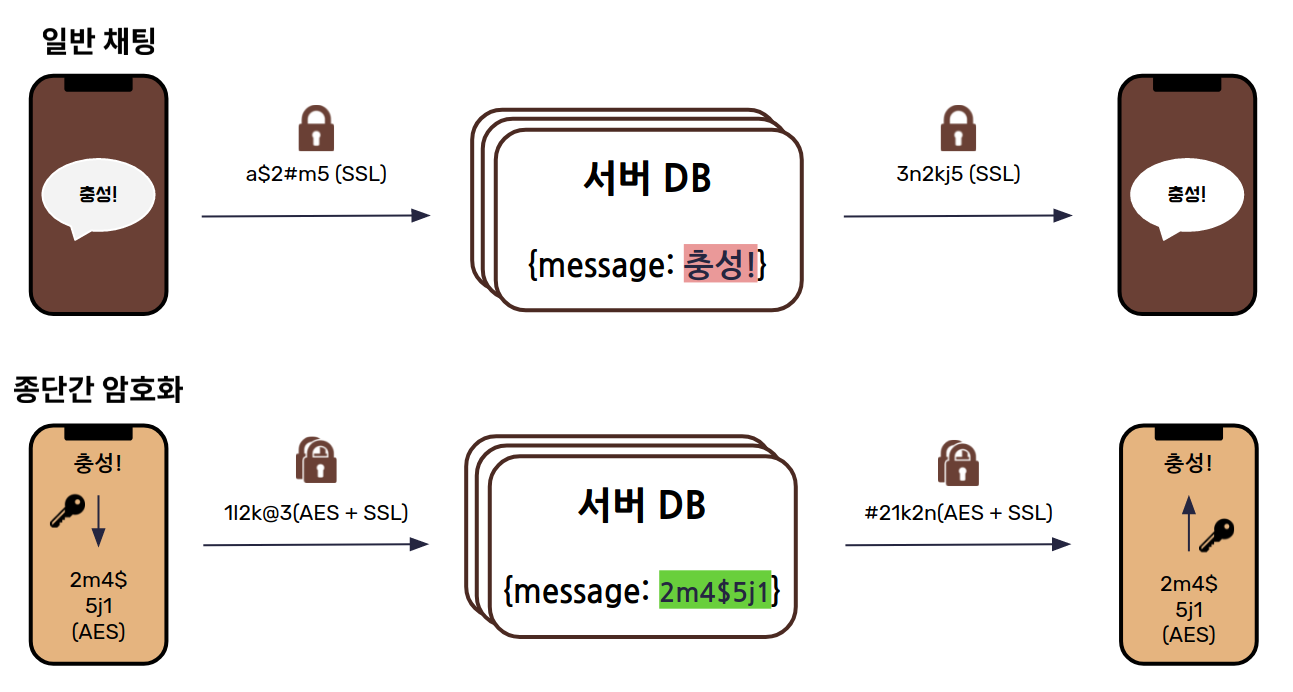 일반 채팅
충성!
a$2#m5 (SSL)
서버 DB
{message: 충성!}
3n2kj5 (SSL)
충성!
종단간 암호화
충성!
2m4$
5j1
(AES)
1l2k@3(AES + SSL)
서버 DB
{message: 2m4$5j1}
#21k2n(AES + SSL)
충성!
2m4$
5j1
(AES)